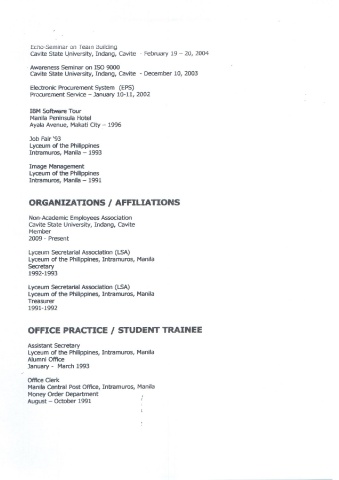 Echo Seminar on Team Building
Cavite State University, Indang, Cavite - February 19 – 20, 2004
Awareness Seminar on ISO 9000
Cavite State University, Indang, Cavite - December 10, 2003
Electronic Procurement System (EPS)
Procurement Service – January 10-11, 2002
IBM Software Tour
Manila Peninsula Hotel
Ayala Avenue, Makati City – 1996
Job Fair '93
Lyceum of the Philippines
Intramuros, Manila – 1993
Image Management
Lyceum of the Philippines
Intramuros, Manila – 1991
ORGANIZATIONS / AFFILIATIONS
Non-Academic Employees Association
Cavite State University, Indang, Cavite
Member
2009 - Present
Lyceum Secretarial Association (LSA)
Lyceum of the Philippines, Intramuros, Manila
Secretary
1992-1993
Lyceum Secretarial Association (LSA)
Lyceum of the Philippines, Intramuros, Manila
Treasurer
1991-1992
OFFICE PRACTICE / STUDENT TRAINEE
Assistant Secretary
Lyceum of the Philippines, Intramuros, Manila
Alumni Office
January - March 1993
Office Clerk
Manila Central Post Office, Intramuros, Manila
Money Order Department
August – October 1991